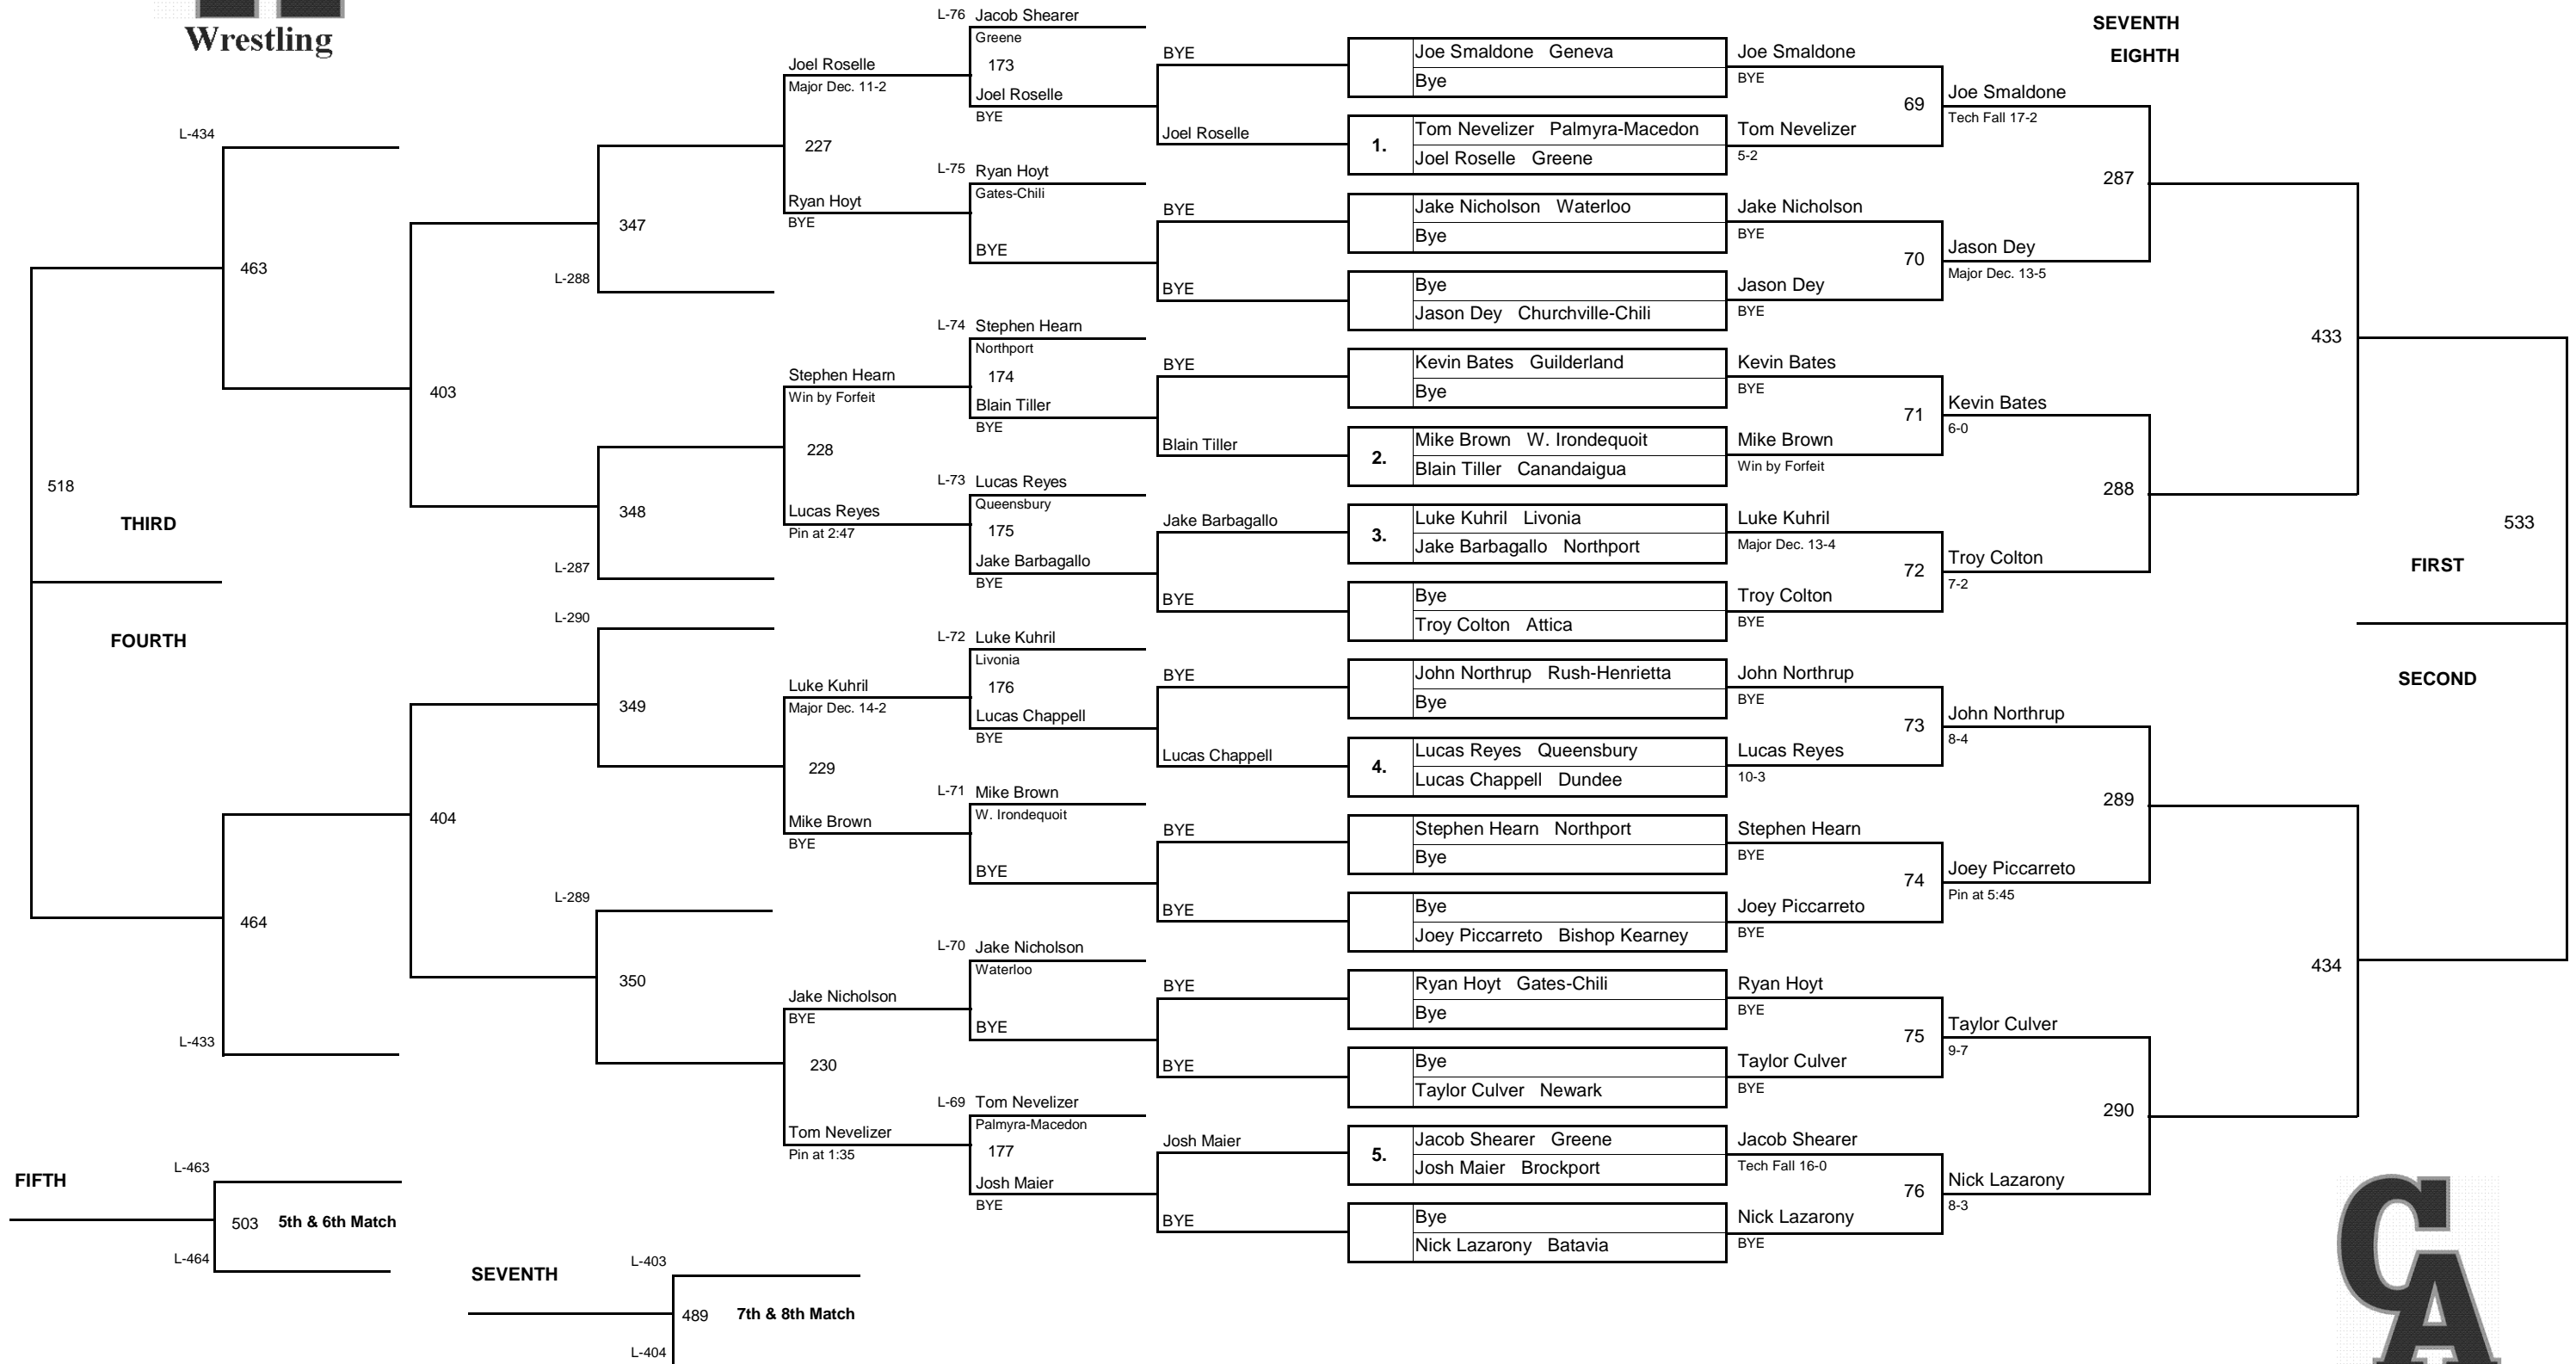 Wrestling
SEVENTH
EIGHTH
L-434
463
518
THIRD
FOURTH
464
L-433
FIFTH
L-463
503 5th & 6th Match
L-464
403
404
SEVENTH
L-403
489 7th & 8th Match
L-404
347
L-288
348
L-287
L-290
349
L-289
350
Joel Roselle
Major Dec. 11-2
227
Ryan Hoyt
BYE
Stephen Hearn
Win by Forfeit
228
Lucas Reyes
Pin at 2:47
Luke Kuhril
Major Dec. 14-2
229
Mike Brown
BYE
Jake Nicholson
BYE
230
Tom Nevelizer
Pin at 1:35
L-76 Jacob Shearer
Greene
173
Joel Roselle
BYE
L-75 Ryan Hoyt
Gates-Chili
BYE
L-74 Stephen Hearn
Northport
174
Blain Tiller
BYE
L-73 Lucas Reyes
Queensbury
175
Jake Barbagallo
BYE
L-72 Luke Kuhril
Livonia
176
Lucas Chappell
BYE
L-71 Mike Brown
W. Irondequoit
BYE
L-70 Jake Nicholson
Waterloo
BYE
L-69 Tom Nevelizer
Palmyra-Macedon
177
Josh Maier
BYE
BYE
Joel Roselle
BYE
BYE
BYE
Blain Tiller
Jake Barbagallo
BYE
BYE
Lucas Chappell
BYE
BYE
BYE
BYE
Josh Maier
BYE
Joe Smaldone Geneva
Bye
1. Tom Nevelizer Palmyra-Macedon
Joel Roselle Greene
Jake Nicholson Waterloo
Bye
Bye
Jason Dey Churchville-Chili
Kevin Bates Guilderland
Bye
2. Mike Brown W. Irondequoit
Blain Tiller Canandaigua
3. Luke Kuhril Livonia
Jake Barbagallo Northport
Bye
Troy Colton Attica
John Northrup Rush-Henrietta
Bye
4. Lucas Reyes Queensbury
Lucas Chappell Dundee
Stephen Hearn Northport
Bye
Bye
Joey Piccarreto Bishop Kearney
Ryan Hoyt Gates-Chili
Bye
Bye
Taylor Culver Newark
5. Jacob Shearer Greene
Josh Maier Brockport
Bye
Nick Lazarony Batavia
Joe Smaldone
BYE
69
Tom Nevelizer
5-2
Jake Nicholson
BYE
70
Jason Dey
BYE
Kevin Bates
BYE
71
Mike Brown
Win by Forfeit
Luke Kuhril
Major Dec. 13-4
72
Troy Colton
BYE
John Northrup
BYE
73
Lucas Reyes
10-3
Stephen Hearn
BYE
74
Joey Piccarreto
BYE
Ryan Hoyt
BYE
75
Taylor Culver
BYE
Jacob Shearer
Tech Fall 16-0
76
Nick Lazarony
BYE
Joe Smaldone
Tech Fall 17-2
287
Jason Dey
Major Dec. 13-5
Kevin Bates
6-0
288
Troy Colton
7-2
John Northrup
8-4
289
Joey Piccarreto
Pin at 5:45
Taylor Culver
9-7
290
Nick Lazarony
8-3
433
434
533
FIRST
SECOND
CA